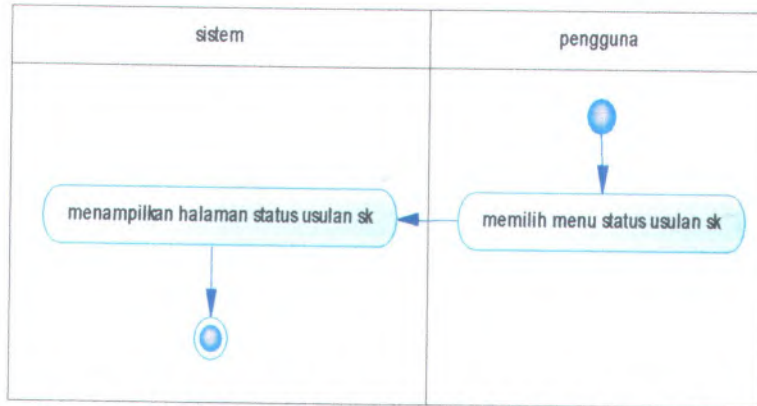 sistem
pengguna
memilih menu status usulan sk
menampilkan halaman status usulan sk